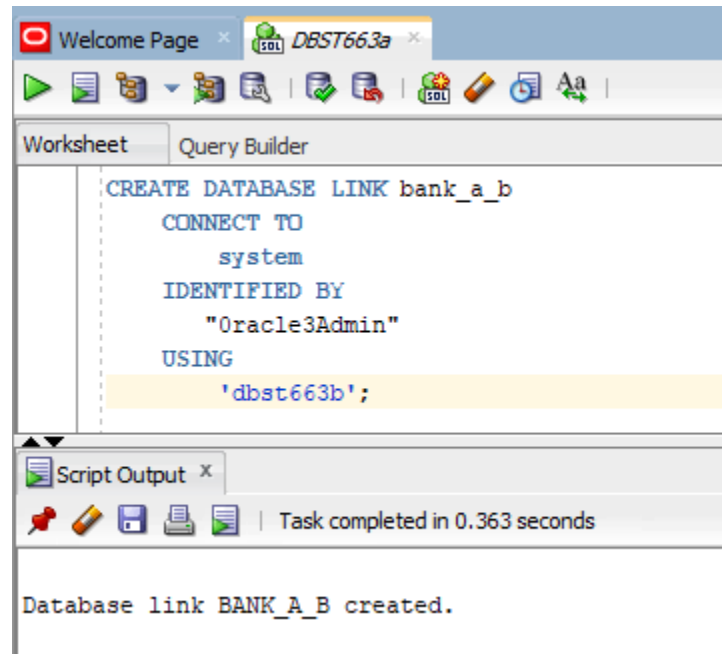 Welcome Page
DBST663a
Worksheet
Query Builder
CREATE DATABASE LINK bank_a_b
CONNECT TO
system
IDENTIFIED BY
"0racle3Admin"
USING
'dbst663b';
Script Output
Task completed in 0.363 seconds
Database link BANK_A_B created.